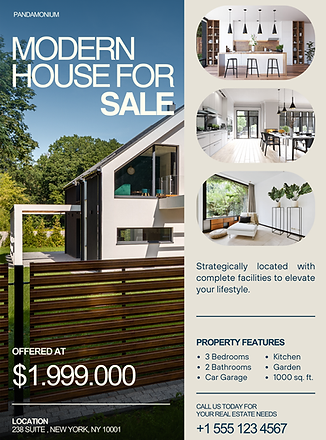 PANDAMONIUM
MODERN
HOUSE FOR
SALE
OFFERED AT
$1.999.000
LOCATION
238 SUITE , NEW YORK, NY 10001
Strategically located with
complete facilities to elevate
your lifestyle.
PROPERTY FEATURES
• 3 Bedrooms
• 2 Bathrooms
• Car Garage
• Kitchen
• Garden
• 1000 sq. ft.
CALL US TODAY FOR
YOUR REAL ESTATE NEEDS
+1 555 123 4567